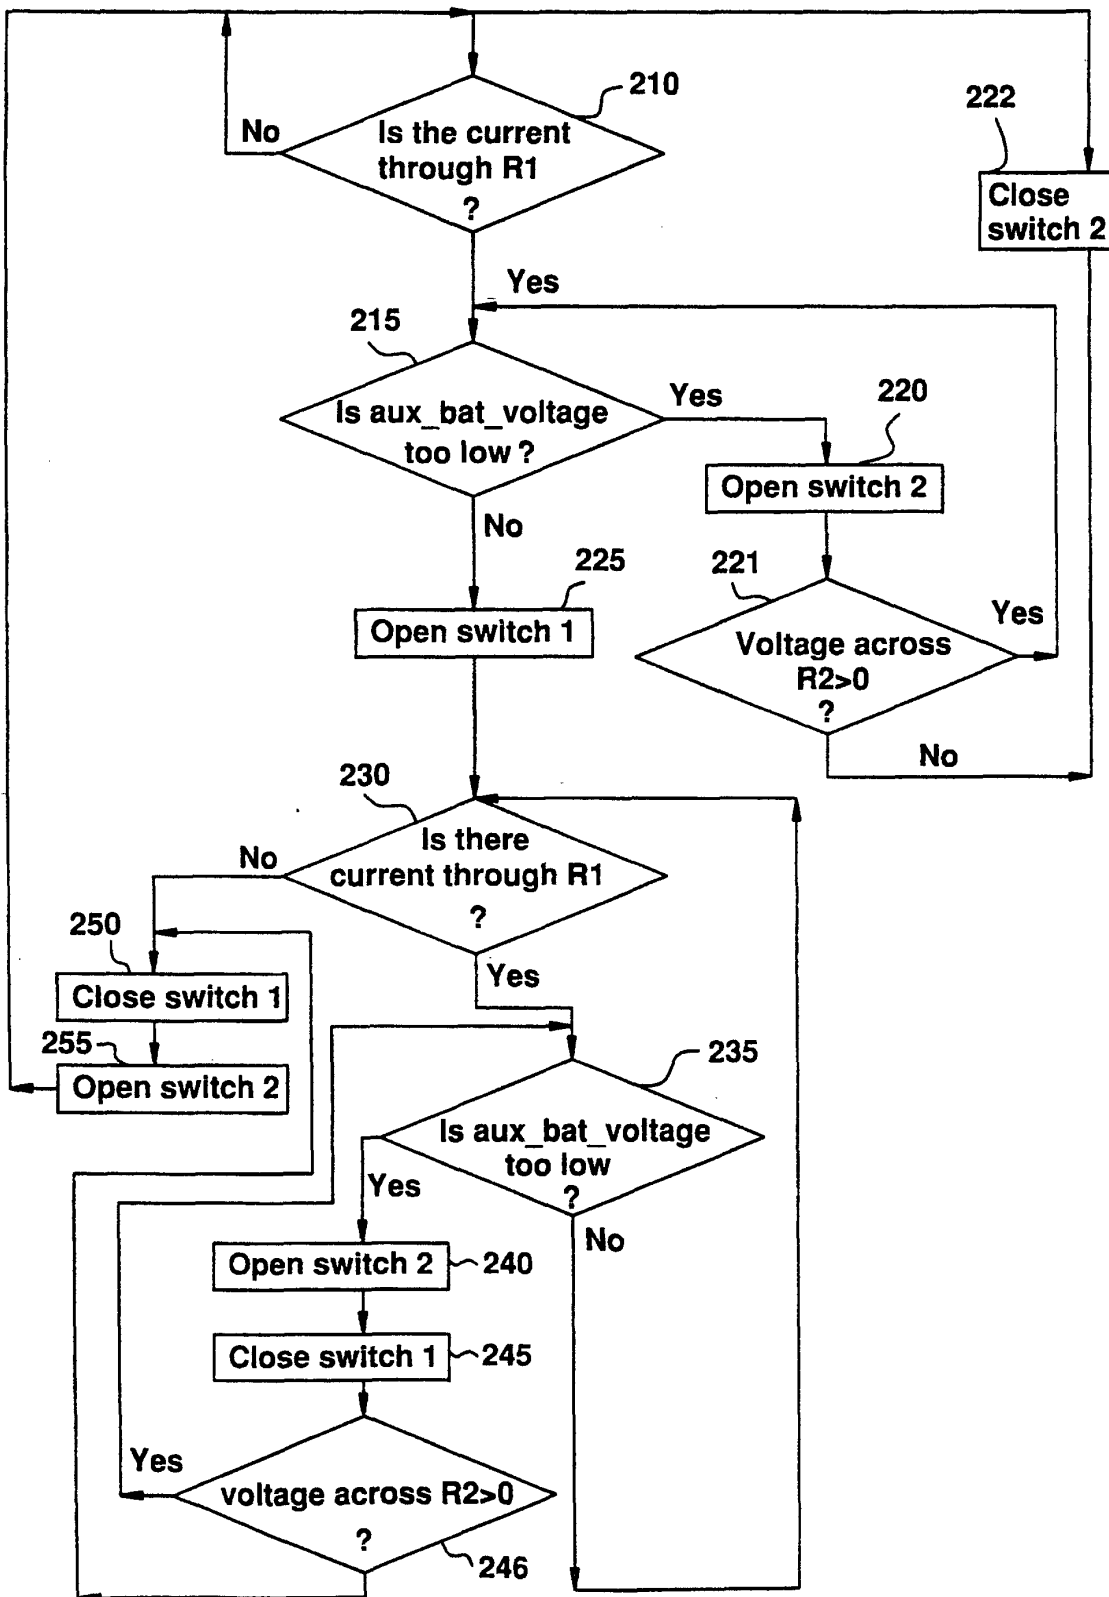 210
No
Is the current
through R1
?
222
Close
switch 2
Yes
215
Is aux_bat_voltage
too low ?
Yes
220
Open switch 2
No
225
Open switch 1
221
Voltage across
R2>0
?
Yes
No
230
Is there
current through R1
?
No
Yes
250
Close switch 1
255
Open switch 2
235
Is aux_bat_voltage
too low
?
Yes
No
Open switch 2
240
Close switch 1
245
Yes
voltage across R2>0
?
246